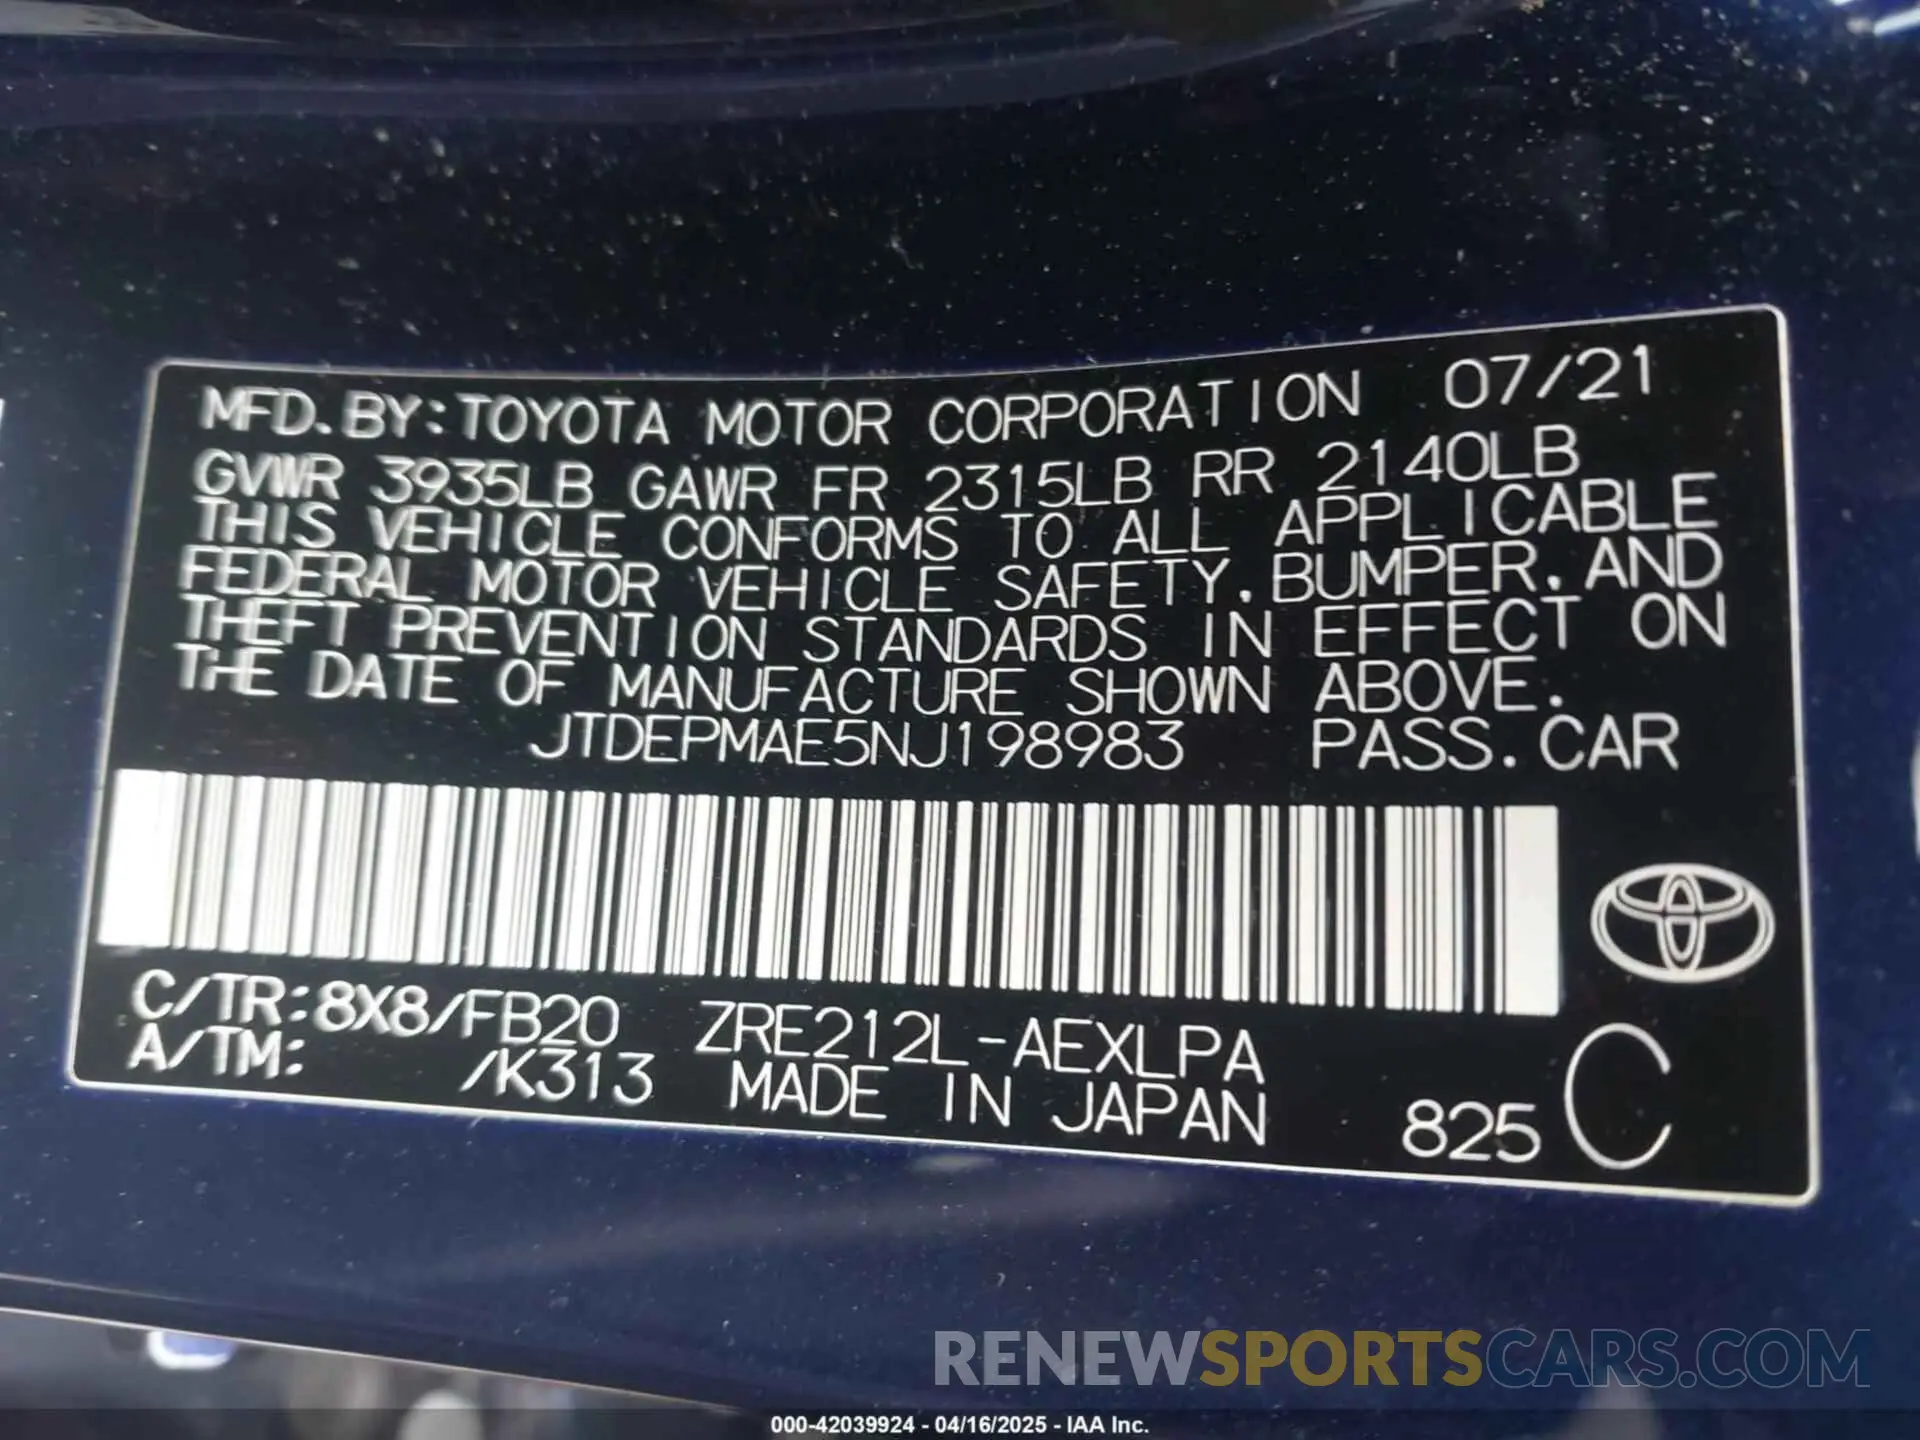 MFD.BY:TOYOTA MOTOR CORPORATION 07/21
GVWR 3935LB GAWR FR 2315LB RR 2140LB
THIS VEHICLE CONFORMS TO ALL APPLICABLE
FEDERAL MOTOR VEHICLE SAFETY,BUMPER,AND
THEFT PREVENTION STANDARDS IN EFFECT ON
THE DATE OF MANUFACTURE SHOWN ABOVE.
JTDEPMAE5NJ198983 PASS.CAR
C/TR:8X8/FB20 ZRE212L-AEXLPA
A/TM: /K313 MADE IN JAPAN 825 C
RENEWSPORTSCARS.COM
000-42039924 - 04/16/2025 - IAA Inc.